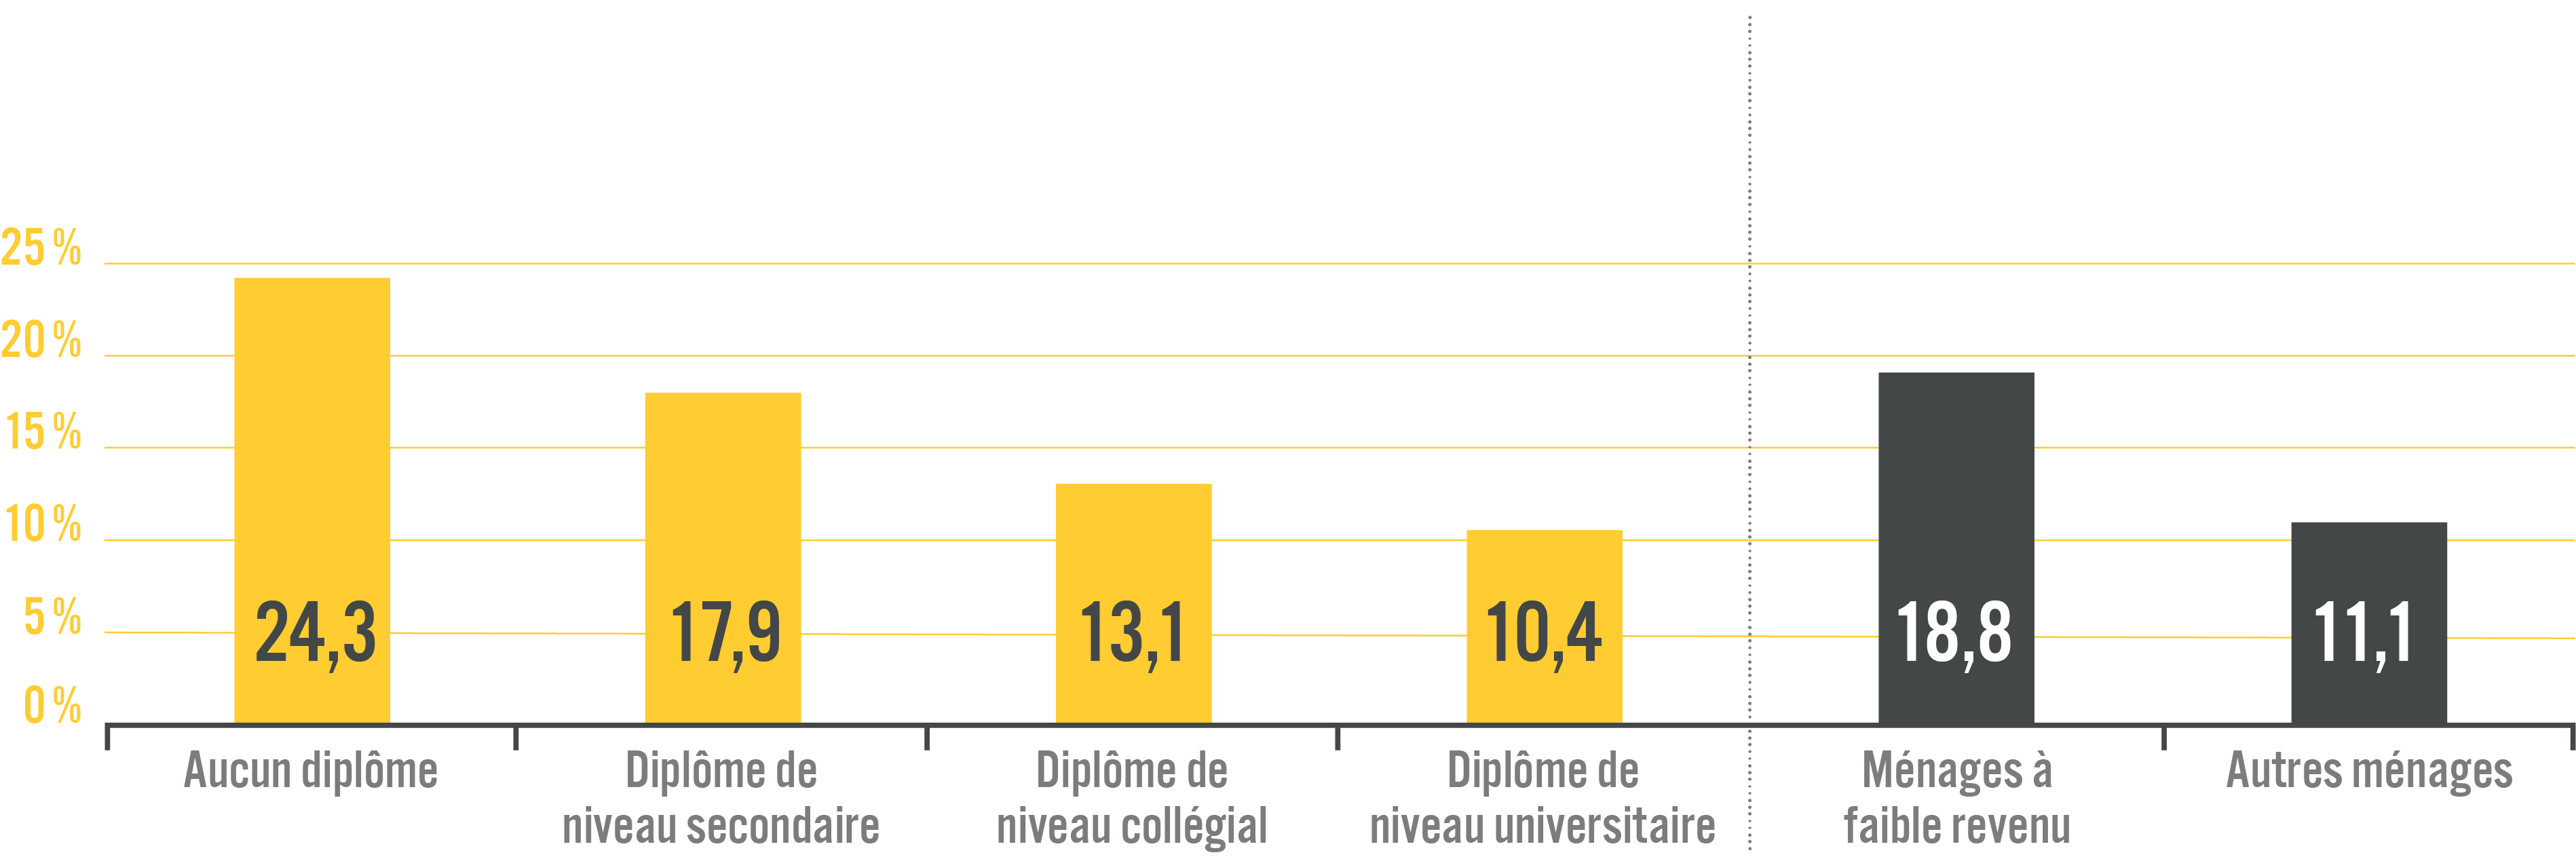 25 %
20 %
15 %
10 %
5 %
0 %
24,3
17,9
13,1
10,4
18,8
11,1
Aucun diplôme
Diplôme de
niveau secondaire
Diplôme de
niveau collégial
Diplôme de
niveau universitaire
Ménages à
faible revenu
Autres ménages